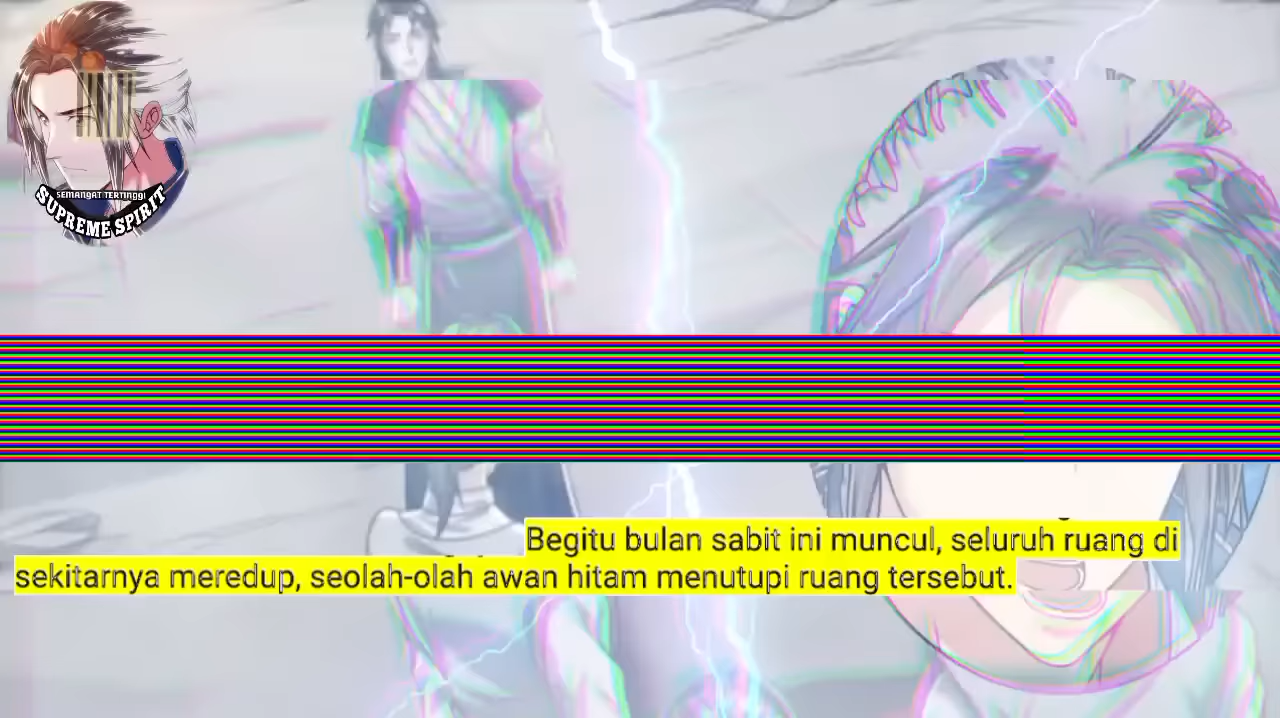 SEMANGAT TERTINGGI
SUPREME SPIRIT
Begitu bulan sabit ini muncul, seluruh ruang di
sekitarnya meredup, seolah-olah awan hitam menutupi ruang tersebut.